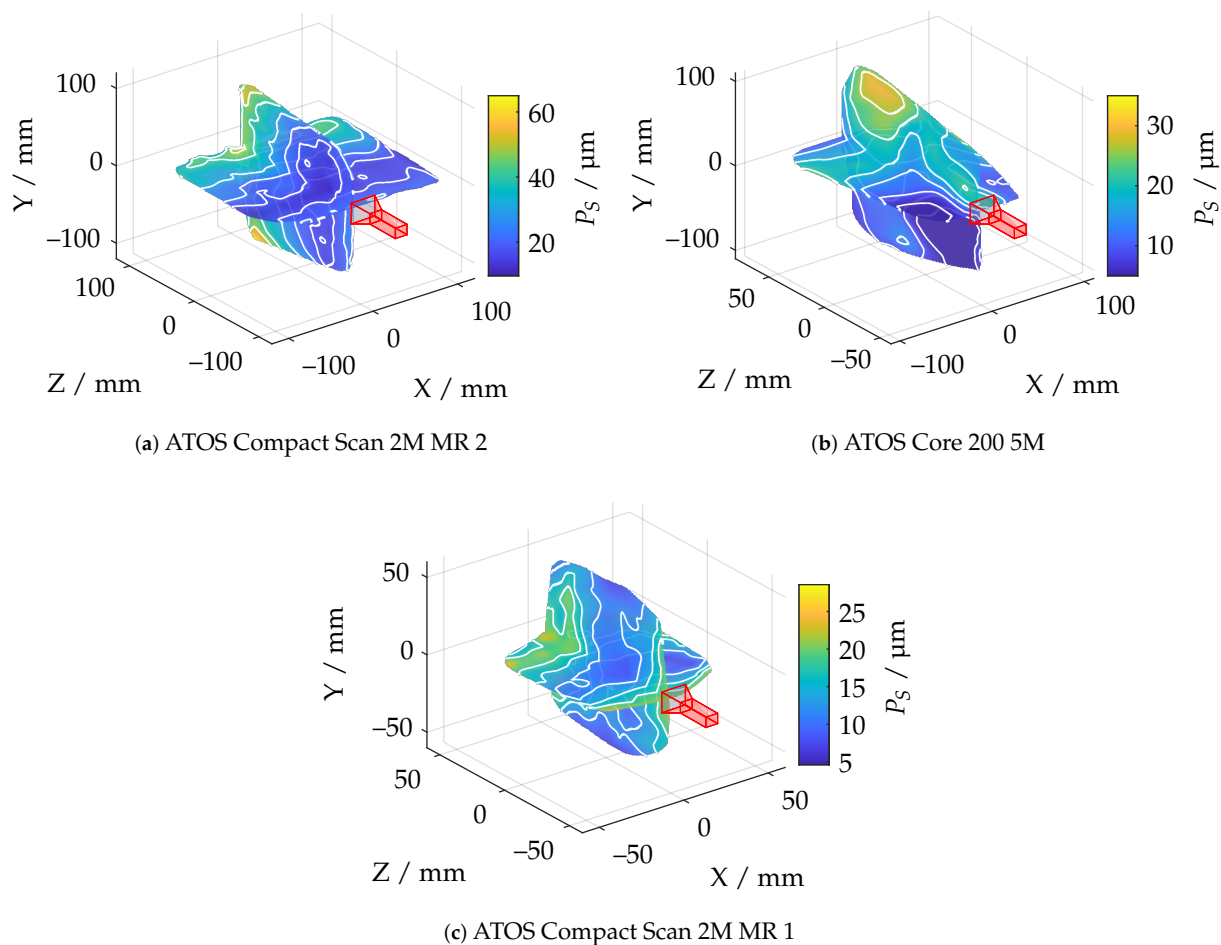 100
0
−100
Y / mm
100
0
−100
Z / mm
−100
0
100
X / mm
60
40
20
P_S / µm
(a) ATOS Compact Scan 2M MR 2
100
0
−100
Y / mm
50
0
−50
Z / mm
−100
0
100
X / mm
30
20
10
P_S / µm
(b) ATOS Core 200 5M
50
0
−50
Y / mm
50
0
−50
Z / mm
−50
0
50
X / mm
25
20
15
10
5
P_S / µm
(c) ATOS Compact Scan 2M MR 1